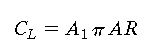 C_L = A_1 π AR